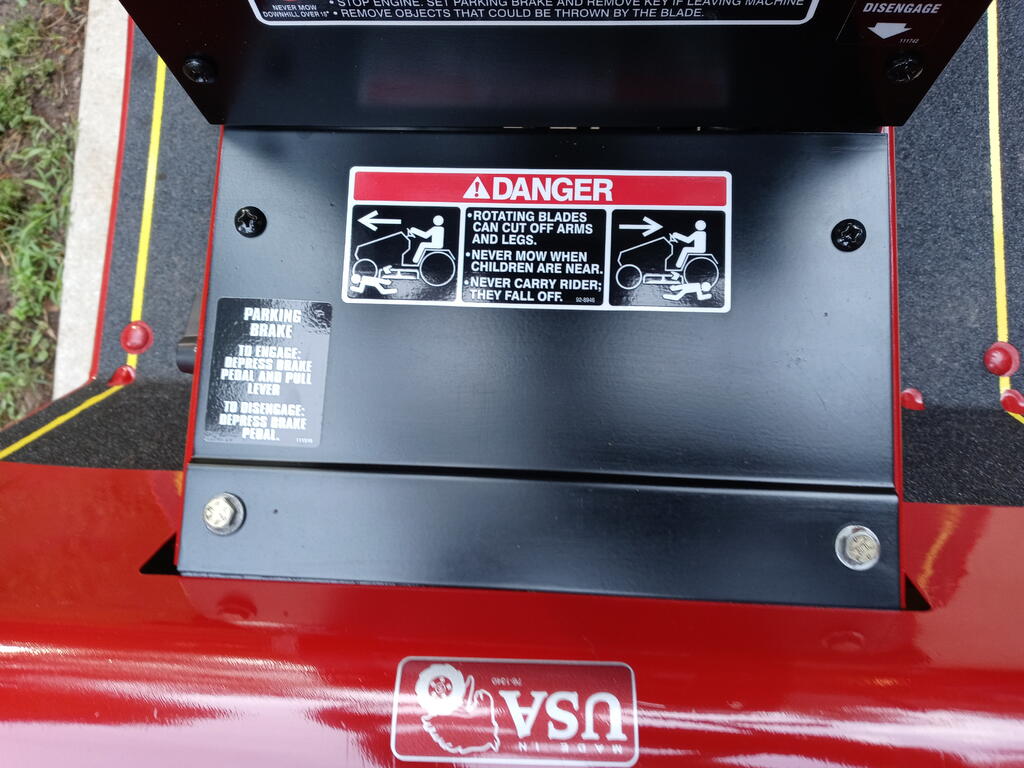 NEVER MOW
DOWNHILL OVER 15°
• STOP ENGINE. SET PARKING BRAKE AND REMOVE KEY IF LEAVING MACHINE
• REMOVE OBJECTS THAT COULD BE THROWN BY THE BLADE.
DISENGAGE
111742
DANGER
• ROTATING BLADES
CAN CUT OFF ARMS
AND LEGS.
• NEVER MOW WHEN
CHILDREN ARE NEAR.
• NEVER CARRY RIDER;
THEY FALL OFF.
92-8946
PARKING
BRAKE
TO ENGAGE:
DEPRESS BRAKE
PEDAL AND PULL
LEVER
TO DISENGAGE:
DEPRESS BRAKE
PEDAL.
MADE IN
USA
76-1340